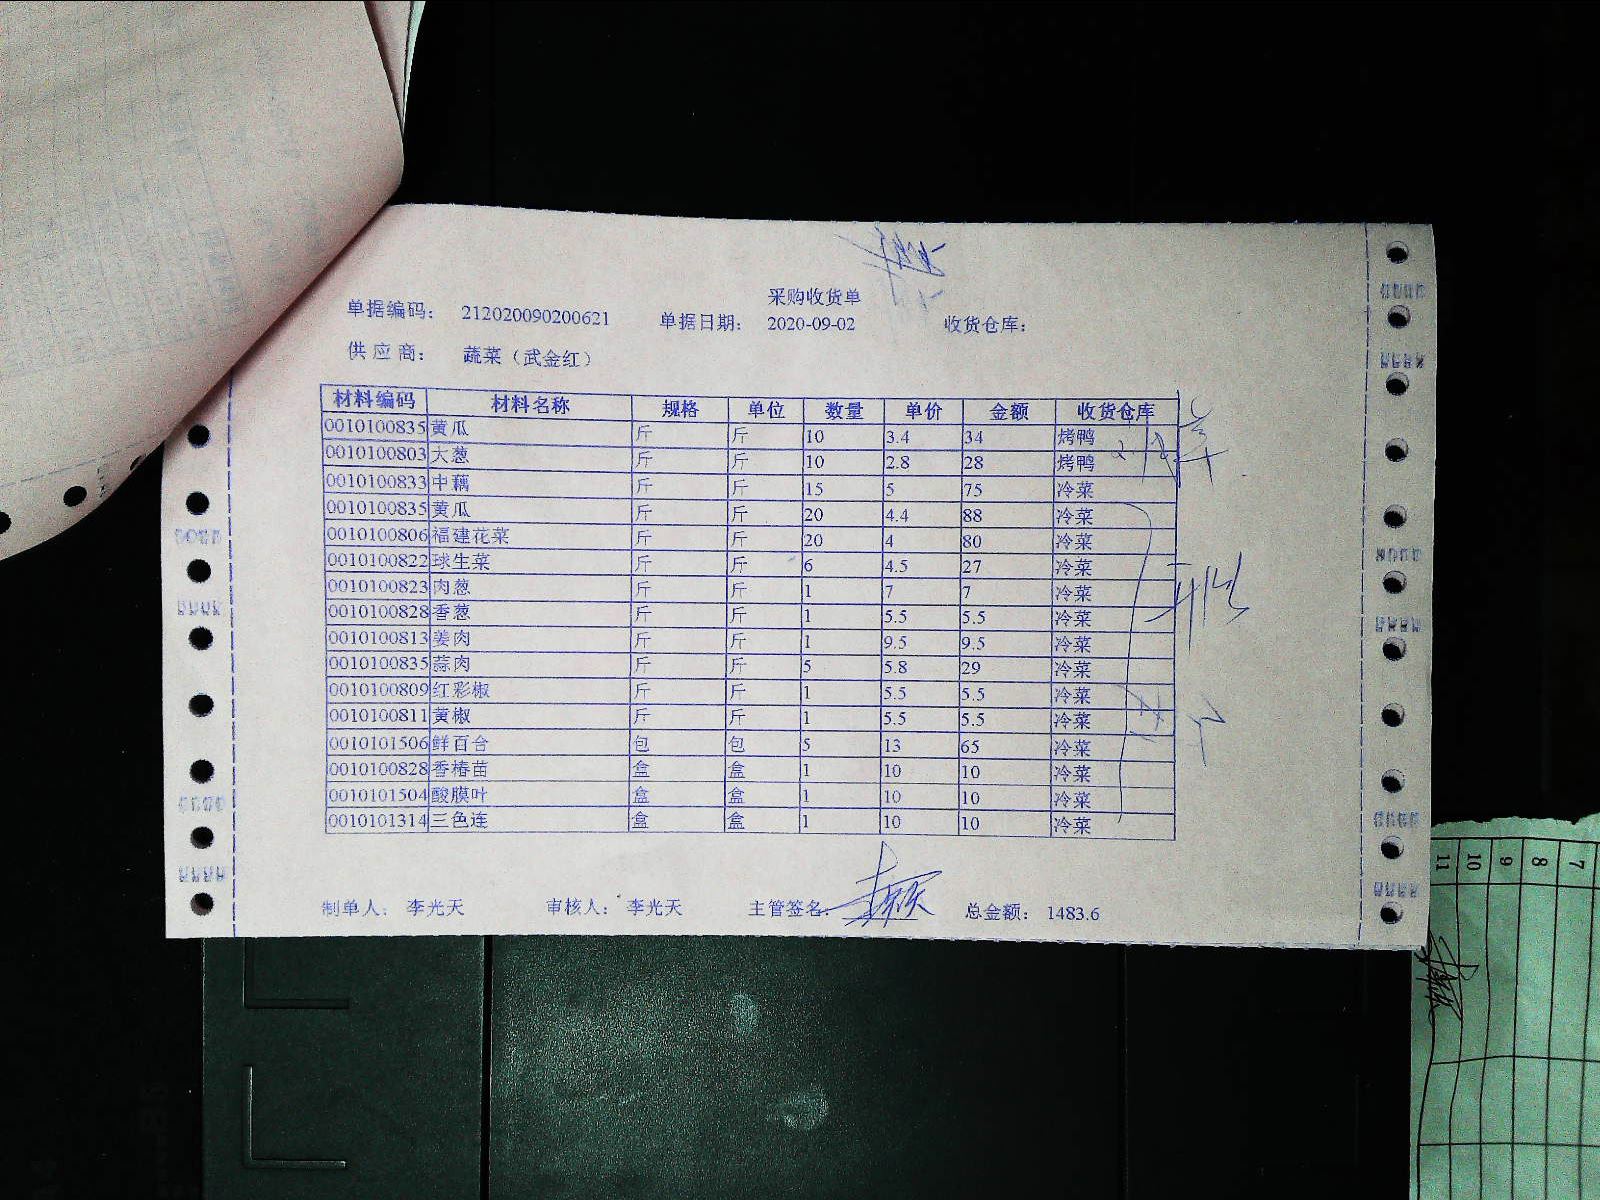 采购收货单
单据编码： 212020090200621 单据日期： 2020-09-02 收货仓库：
供 应 商： 蔬菜（武金红）
材料编码 材料名称 规格 单位 数量 单价 金额 收货仓库
0010100835 黄瓜 斤 斤 10 3.4 34 烤鸭
0010100803 大葱 斤 斤 10 2.8 28 烤鸭
0010100833 中藕 斤 斤 15 5 75 冷菜
0010100835 黄瓜 斤 斤 20 4.4 88 冷菜
0010100806 福建花菜 斤 斤 20 4 80 冷菜
0010100822 球生菜 斤 斤 6 4.5 27 冷菜
0010100823 肉葱 斤 斤 1 7 7 冷菜
0010100828 香葱 斤 斤 1 5.5 5.5 冷菜
0010100813 姜肉 斤 斤 1 9.5 9.5 冷菜
0010100835 蒜肉 斤 斤 5 5.8 29 冷菜
0010100809 红彩椒 斤 斤 1 5.5 5.5 冷菜
0010100811 黄椒 斤 斤 1 5.5 5.5 冷菜
0010101506 鲜百合 包 包 5 13 65 冷菜
0010100828 香椿苗 盒 盒 1 10 10 冷菜
0010101504 酸膜叶 盒 盒 1 10 10 冷菜
0010101314 三色连 盒 盒 1 10 10 冷菜
制单人： 李光天 审核人： 李光天 主管签名： 总金额： 1483.6
11 10 9 8 7